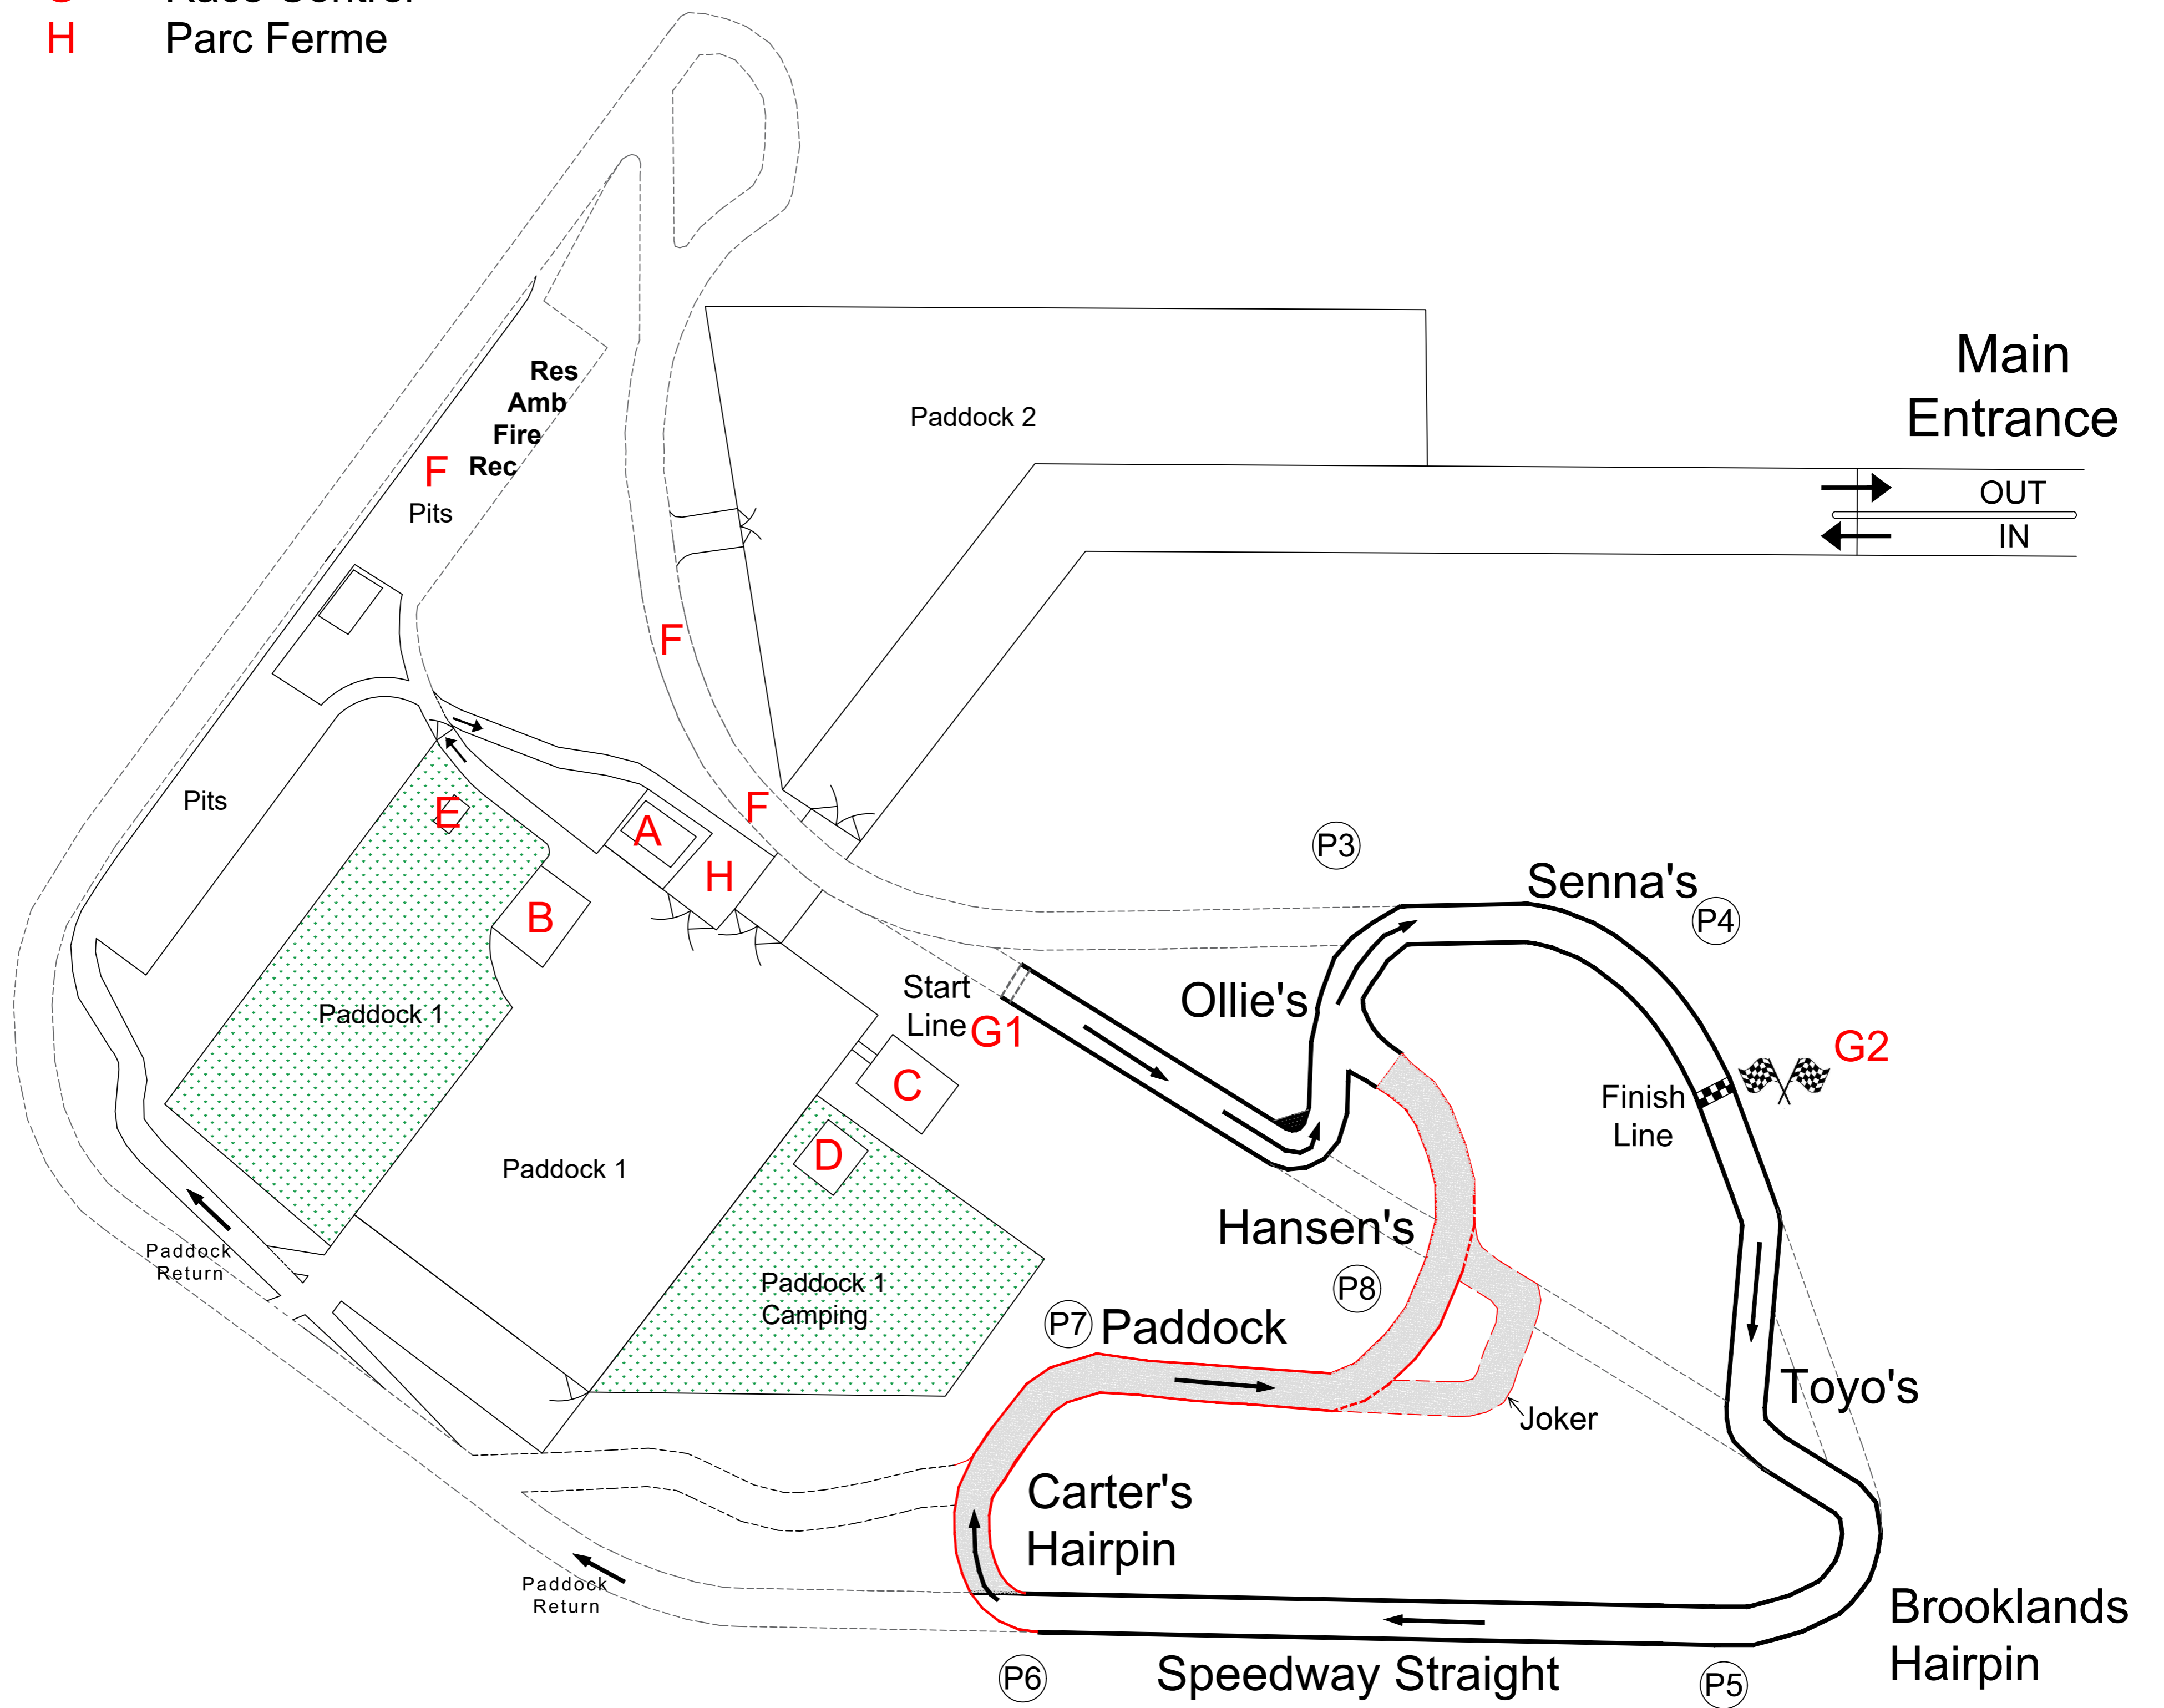 G Race Control
H Parc Ferme
Main
Entrance
Res
Amb
Fire
Rec
F
Pits
Paddock 2
OUT
IN
F
Pits
E
A
F
H
B
P3
Senna's
P4
Paddock 1
Start
Line
G1
Ollie's
G2
C
Finish
Line
D
Paddock 1
Hansen's
Paddock
Return
Paddock 1
Camping
P8
P7
Paddock
Toyo's
Joker
Carter's
Hairpin
Paddock
Return
Brooklands
Hairpin
P6
Speedway Straight
P5